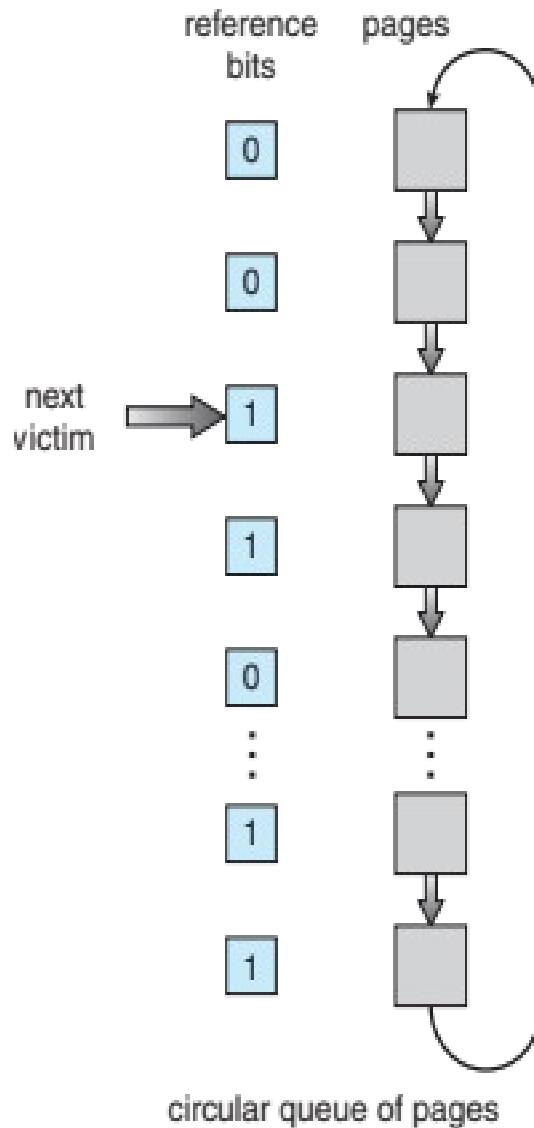 reference pages
bits
0
0
next
victim
1
1
0
1
1
circular queue of pages